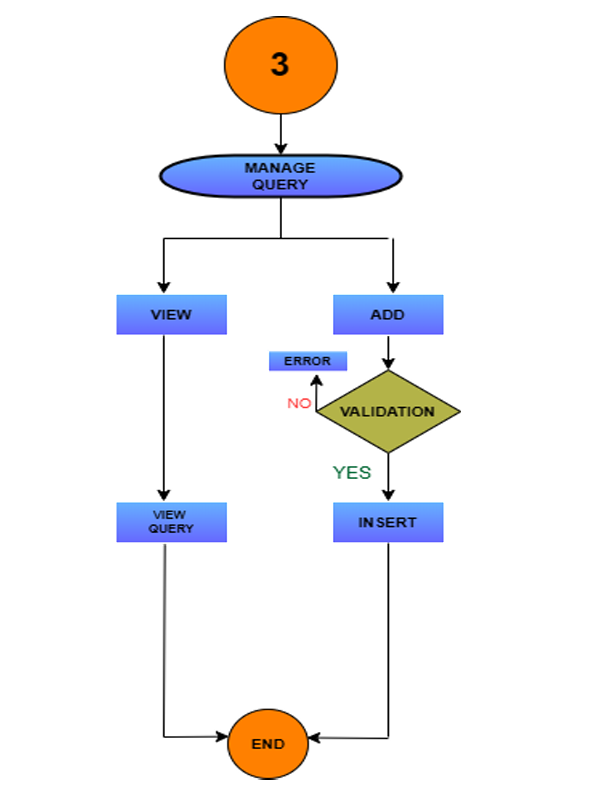 3
MANAGE
QUERY
VIEW
ADD
ERROR
NO
VALIDATION
YES
VIEW
QUERY
INSERT
END